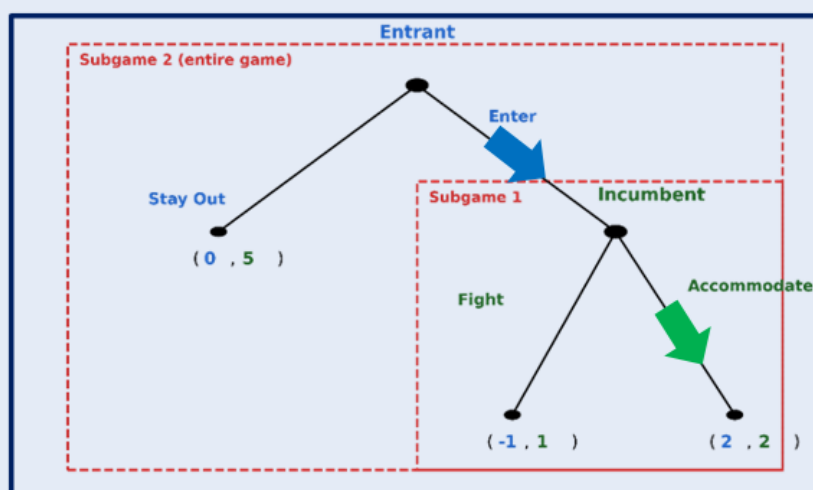 Entrant
Subgame 2 (entire game)
Enter
Stay Out
Subgame 1
Incumbent
( 0 , 5 )
Accommodate
Fight
( -1 , 1 )
( 2 , 2 )